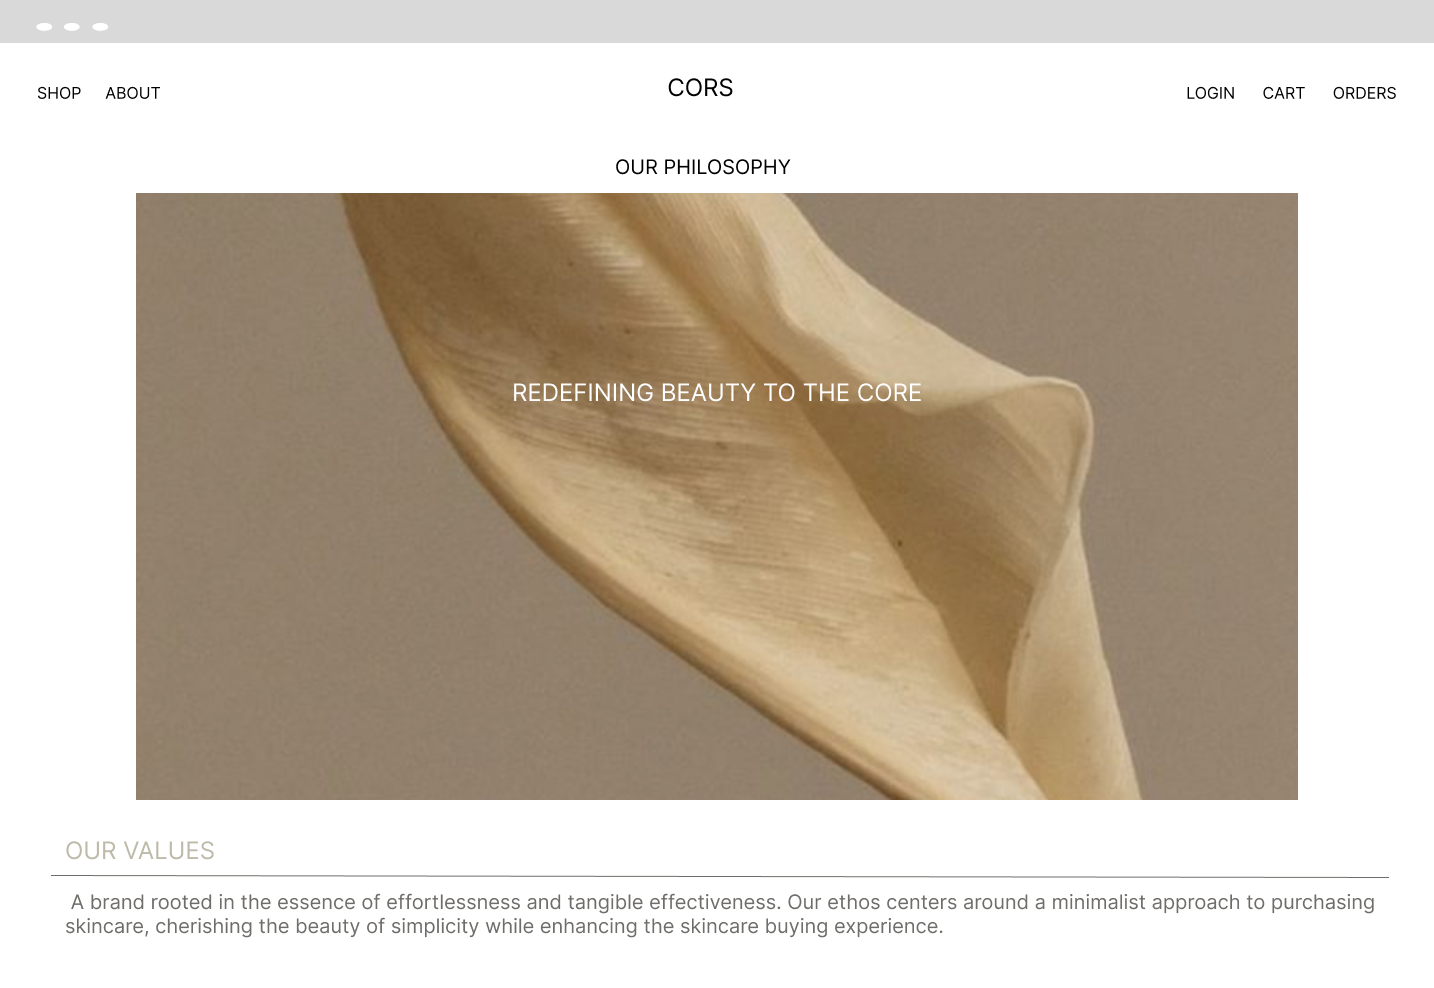 SHOP ABOUT CORS LOGIN CART ORDERS
OUR PHILOSOPHY
REDEFINING BEAUTY TO THE CORE
OUR VALUES
A brand rooted in the essence of effortlessness and tangible effectiveness. Our ethos centers around a minimalist approach to purchasing
skincare, cherishing the beauty of simplicity while enhancing the skincare buying experience.